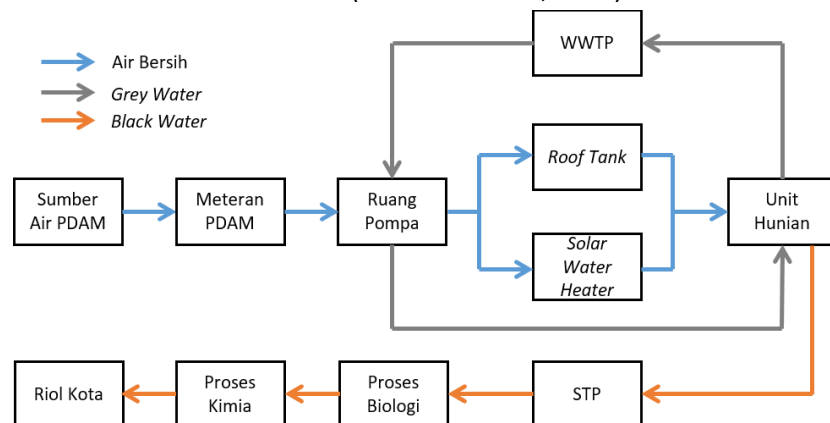 WWTP
Air Bersih
Grey Water
Black Water
Roof Tank
Sumber
Air PDAM
Meteran
PDAM
Ruang
Pompa
Unit
Hunian
Solar
Water
Heater
Riol Kota
Proses
Kimia
Proses
Biologi
STP